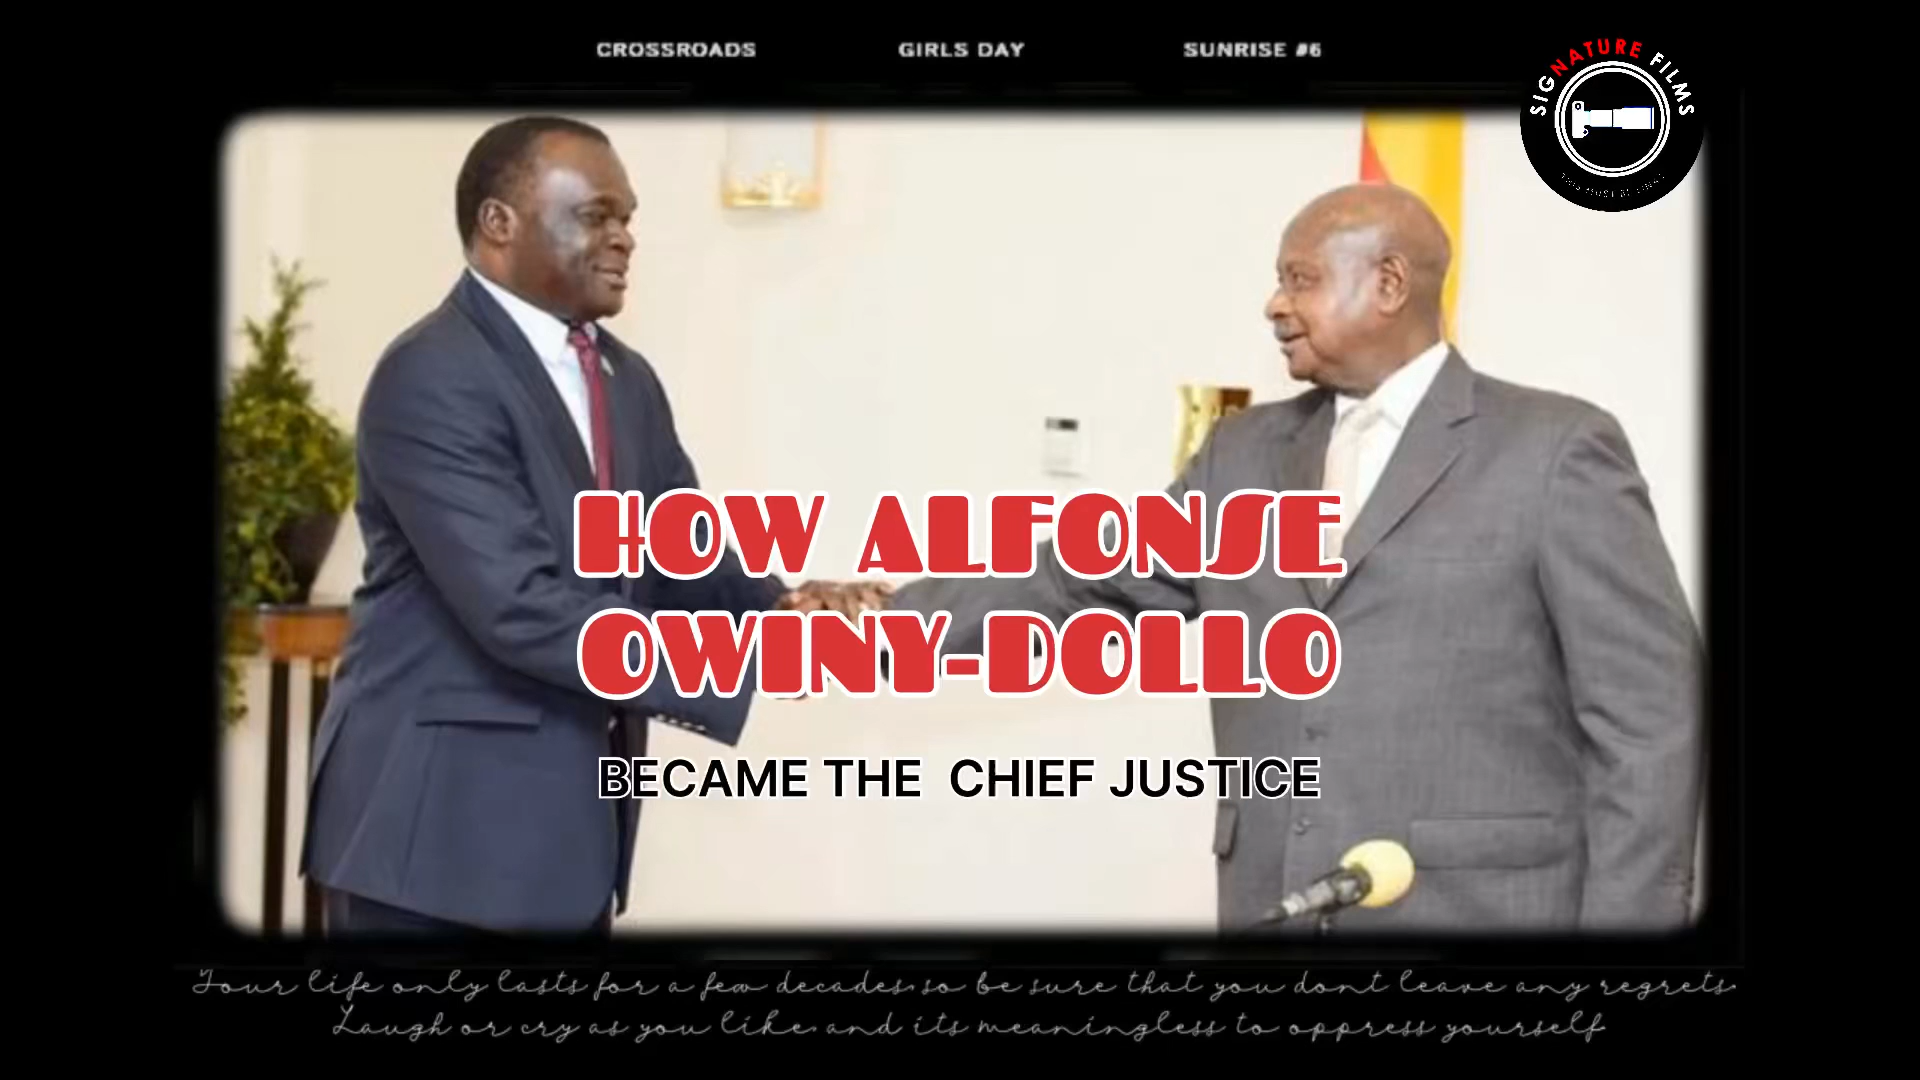 CROSSROADS GIRLS DAY SUNRISE #6
SIGNATURE FILMS
HOW ALFONSE
OWINY-DOLLO
BECAME THE CHIEF JUSTICE
Your life only lasts for a few decades, so be sure that you dont leave any regrets.
Laugh or cry as you like, and its meaningless to oppress yourself